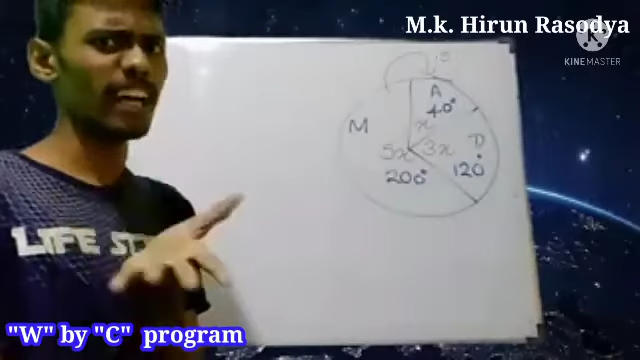 M.k. Hirun Rasodya
KINEMASTER
A
40°
x
M
D
5x 3x
200° 120°
LIFE ST
"W" by "C" program